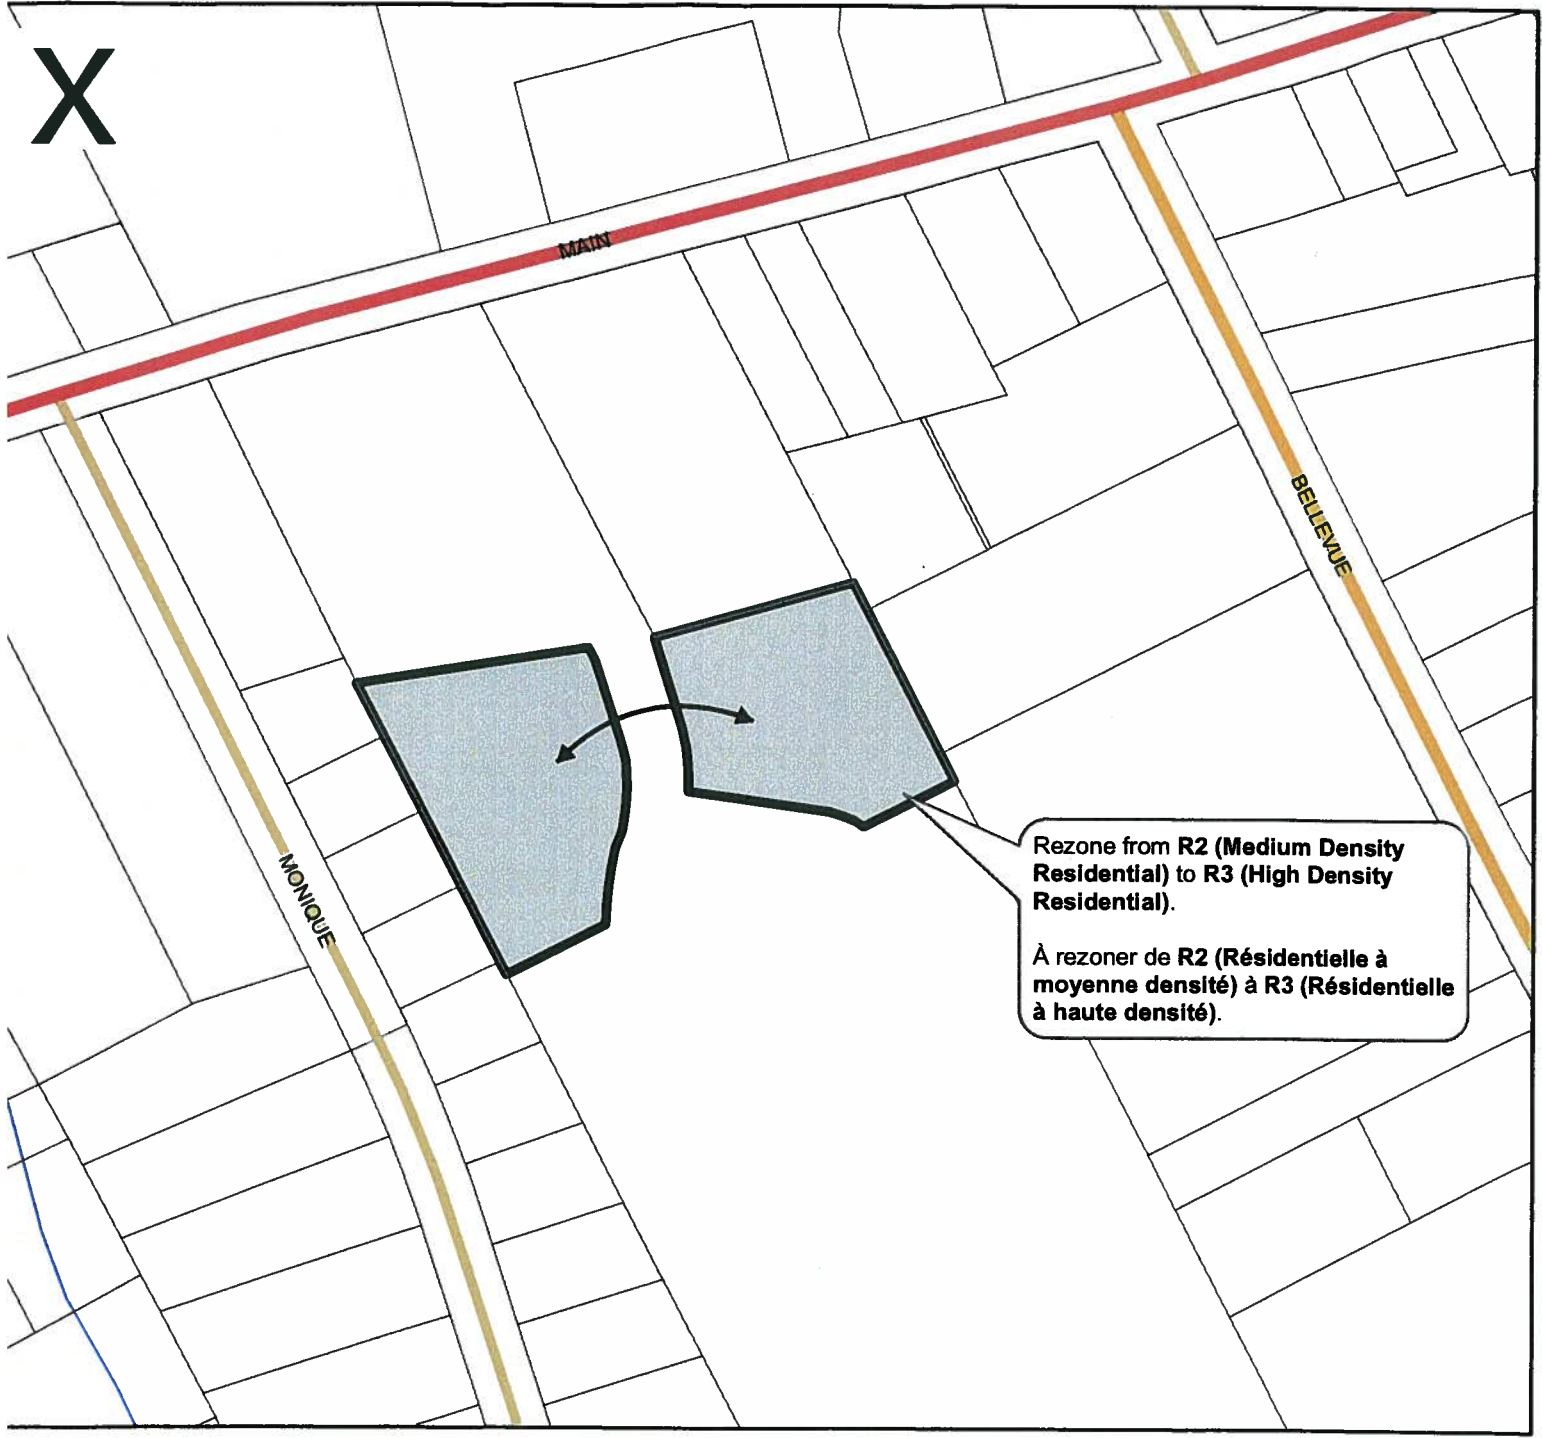 X
MAIN
BELLEVUE
MONIQUE
Rezone from R2 (Medium Density
Residential) to R3 (High Density
Residential).
À rezoner de R2 (Résidentielle à
moyenne densité) à R3 (Résidentielle
à haute densité).